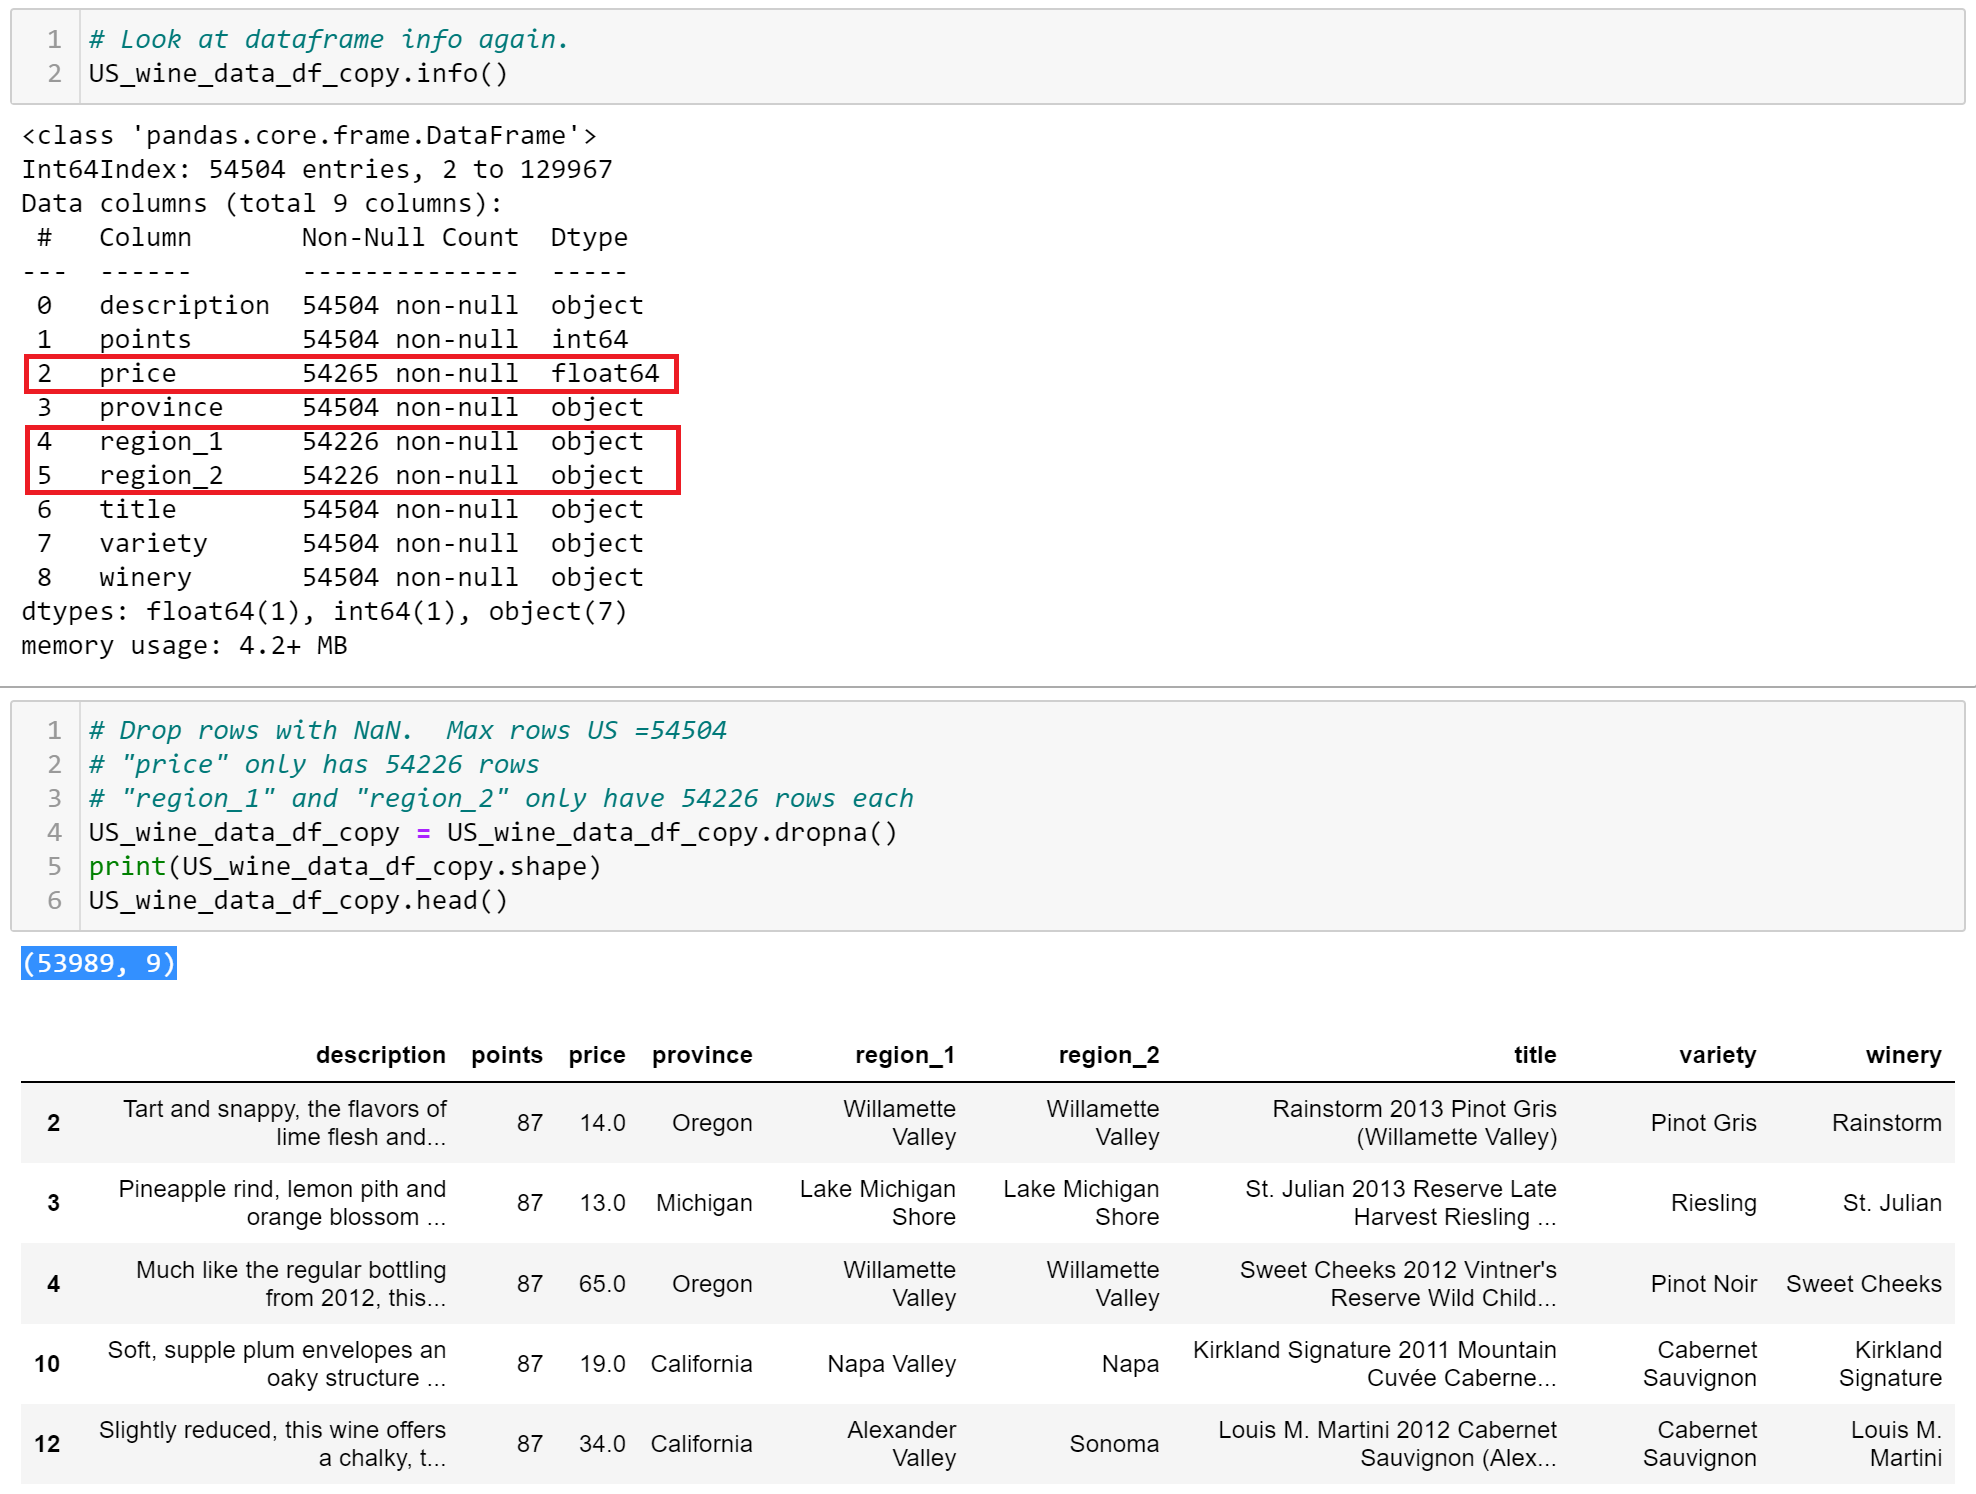 1 # Look at dataframe info again.
2 US_wine_data_df_copy.info()
<class 'pandas.core.frame.DataFrame'>
Int64Index: 54504 entries, 2 to 129967
Data columns (total 9 columns):
 #   Column       Non-Null Count  Dtype
---  ------       --------------  -----
 0   description  54504 non-null  object
 1   points       54504 non-null  int64
 2   price        54265 non-null  float64
 3   province     54504 non-null  object
 4   region_1     54226 non-null  object
 5   region_2     54226 non-null  object
 6   title        54504 non-null  object
 7   variety      54504 non-null  object
 8   winery       54504 non-null  object
dtypes: float64(1), int64(1), object(7)
memory usage: 4.2+ MB
1 # Drop rows with NaN.  Max rows US =54504
2 # "price" only has 54226 rows
3 # "region_1" and "region_2" only have 54226 rows each
4 US_wine_data_df_copy = US_wine_data_df_copy.dropna()
5 print(US_wine_data_df_copy.shape)
6 US_wine_data_df_copy.head()
(53989, 9)
description points price province region_1 region_2 title variety winery
Tart and snappy, the flavors of Willamette Willamette Rainstorm 2013 Pinot Gris
2 87 14.0 Oregon Pinot Gris Rainstorm
lime flesh and... Valley Valley (Willamette Valley)
Pineapple rind, lemon pith and Lake Michigan Lake Michigan St. Julian 2013 Reserve Late
3 87 13.0 Michigan Riesling St. Julian
orange blossom ... Shore Shore Harvest Riesling ...
Much like the regular bottling Willamette Willamette Sweet Cheeks 2012 Vintner's
4 87 65.0 Oregon Pinot Noir Sweet Cheeks
from 2012, this... Valley Valley Reserve Wild Child...
Soft, supple plum envelopes an Kirkland Signature 2011 Mountain Cabernet Kirkland
10 87 19.0 California Napa Valley Napa
oaky structure ... Cuvée Caberne... Sauvignon Signature
Slightly reduced, this wine offers Alexander Louis M. Martini 2012 Cabernet Cabernet Louis M.
12 87 34.0 California Sonoma
a chalky, t... Valley Sauvignon (Alex... Sauvignon Martini